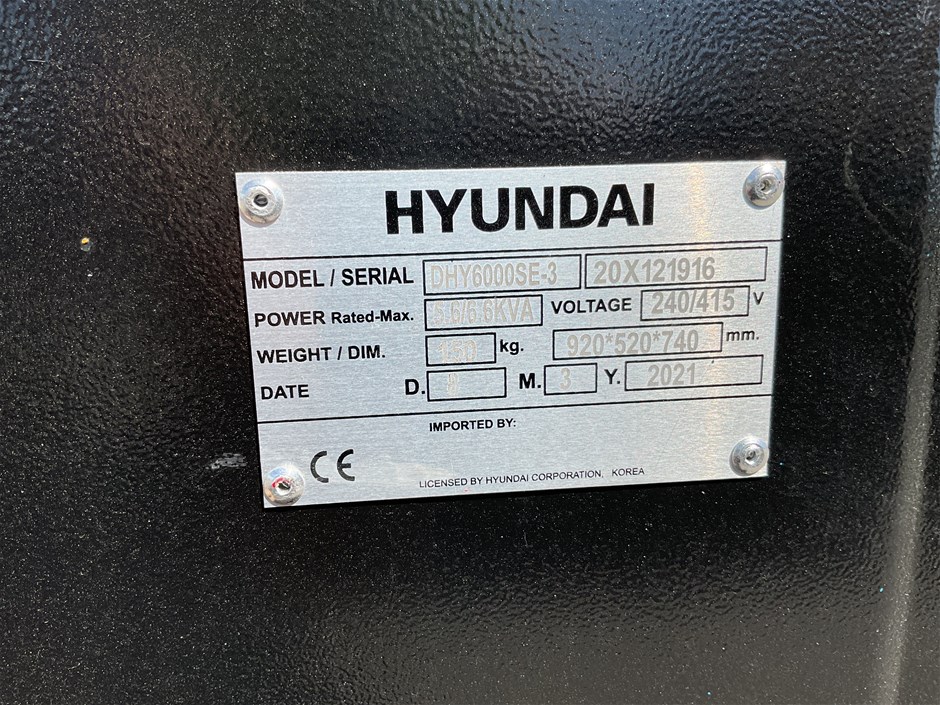 HYUNDAI
MODEL / SERIAL DHY6000SE-3 20X121916
POWER Rated-Max. 5.6/6.6KVA VOLTAGE 240/415 V
WEIGHT / DIM. kg. 920*520*740 mm.
DATE D. M. 3 Y. 2021
IMPORTED BY:
CE
LICENSED BY HYUNDAI CORPORATION, KOREA